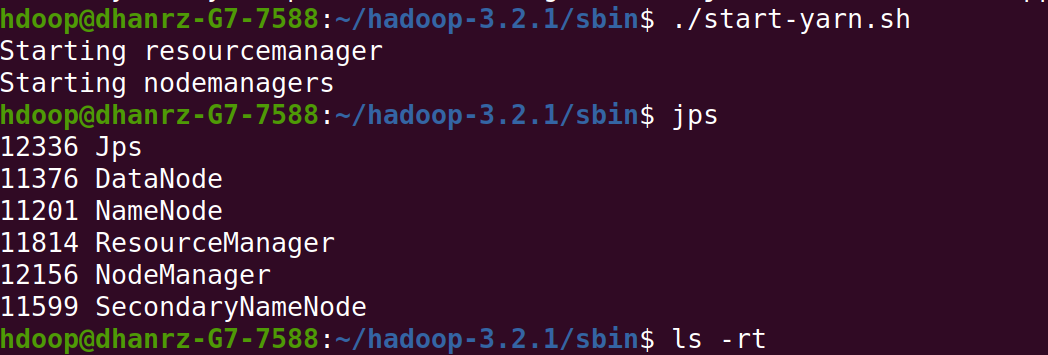 hdoop@dhanrz-G7-7588:~/hadoop-3.2.1/sbin$ ./start-yarn.sh
Starting resourcemanager
Starting nodemanagers
hdoop@dhanrz-G7-7588:~/hadoop-3.2.1/sbin$ jps
12336 Jps
11376 DataNode
11201 NameNode
11814 ResourceManager
12156 NodeManager
11599 SecondaryNameNode
hdoop@dhanrz-G7-7588:~/hadoop-3.2.1/sbin$ ls -rt